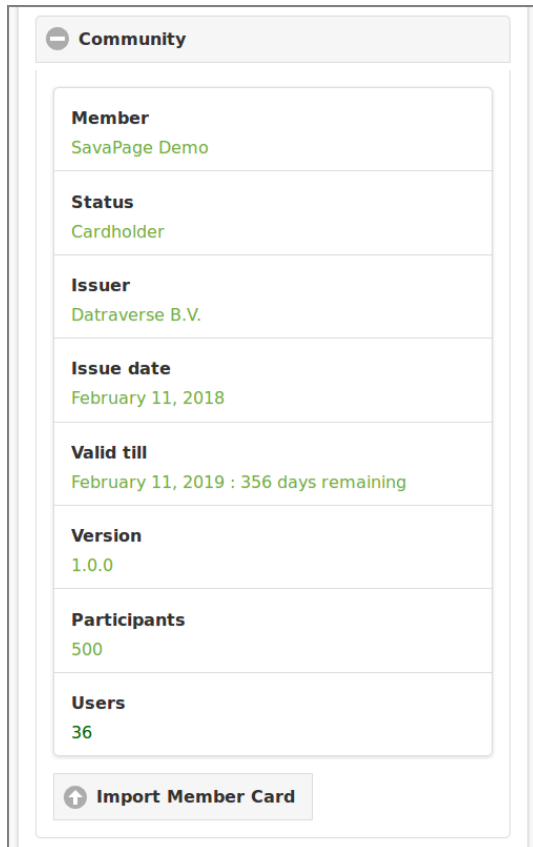 Community
Member
SavaPage Demo
Status
Cardholder
Issuer
Datraverse B.V.
Issue date
February 11, 2018
Valid till
February 11, 2019 : 356 days remaining
Version
1.0.0
Participants
500
Users
36
Import Member Card